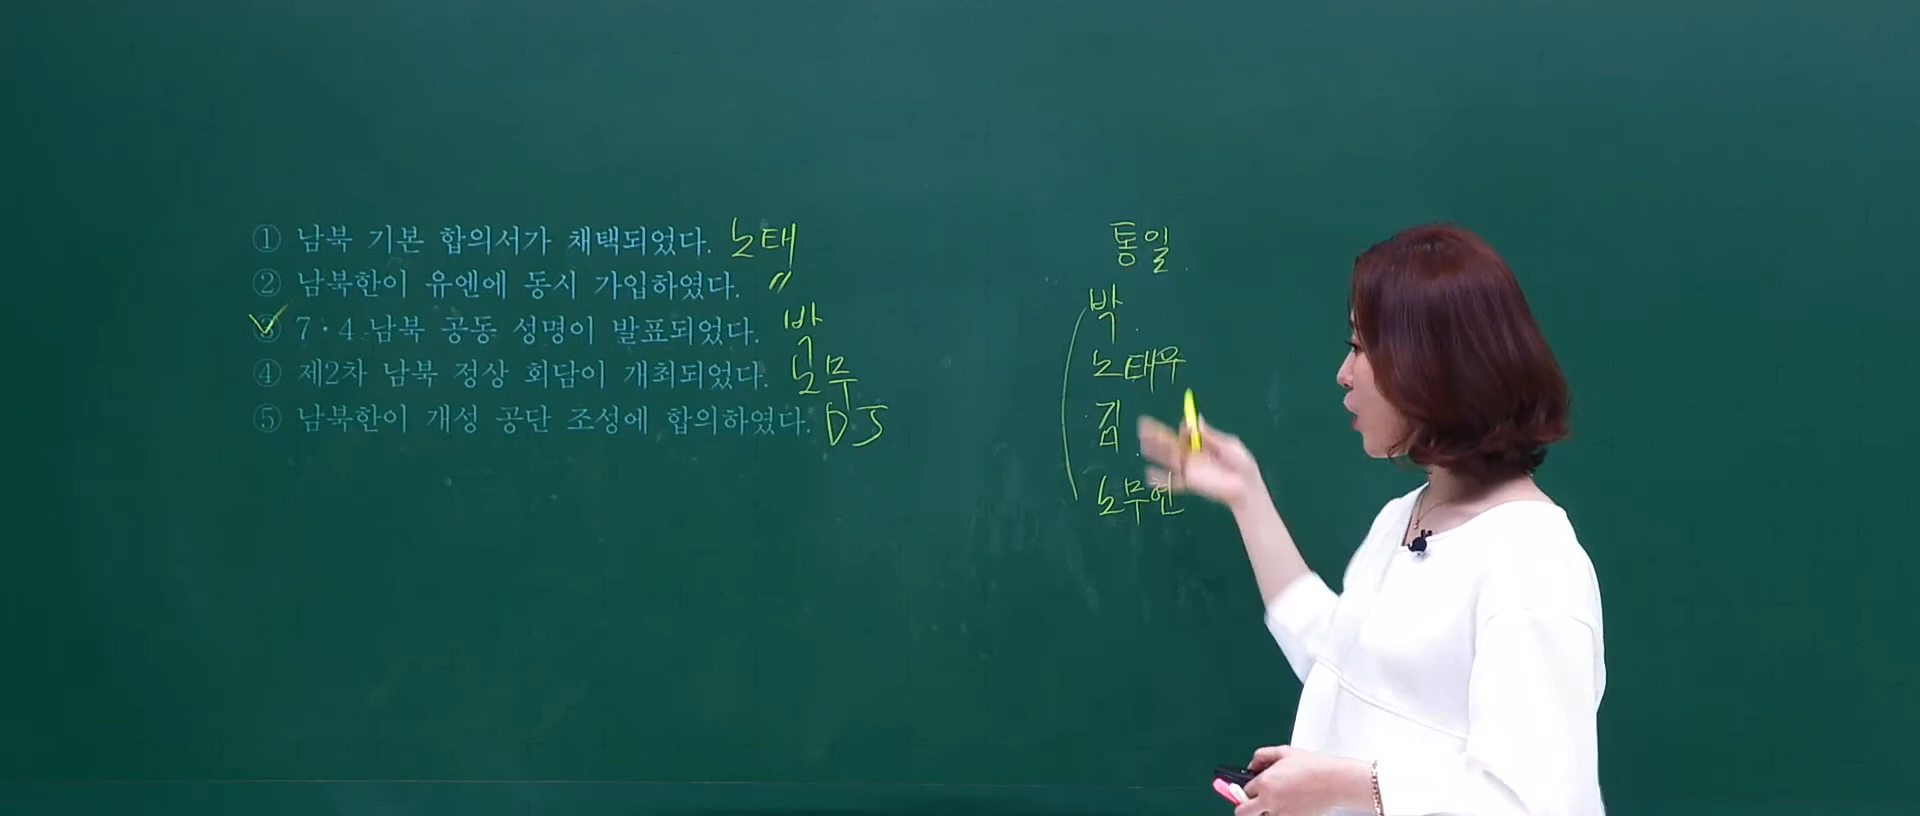 ① 남북 기본 합의서가 채택되었다. 노태
② 남북한이 유엔에 동시 가입하였다. 〃
③ 7·4 남북 공동 성명이 발표되었다. 박
④ 제2차 남북 정상 회담이 개최되었다. 노무
⑤ 남북한이 개성 공단 조성에 합의하였다. DJ
통일
박
노태우
김
노무현